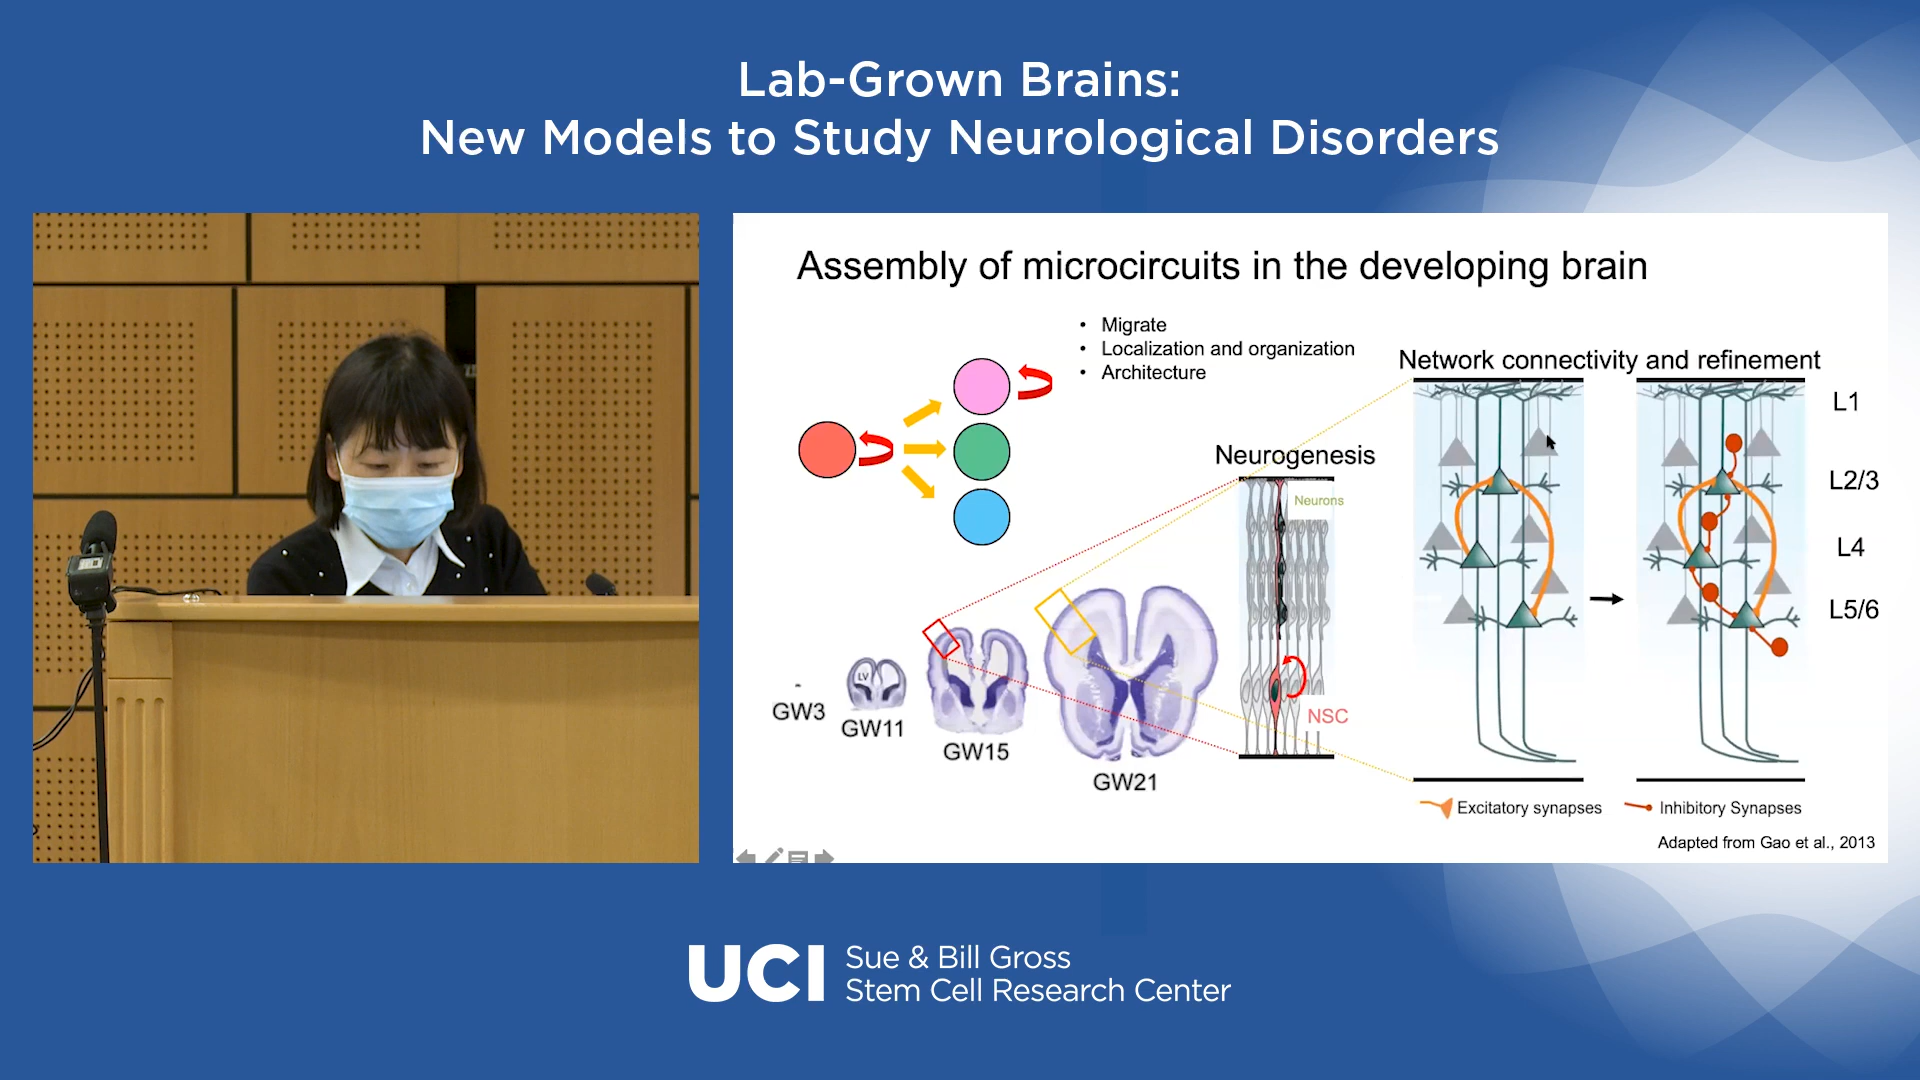 Lab-Grown Brains:
New Models to Study Neurological Disorders
Assembly of microcircuits in the developing brain
• Migrate
• Localization and organization
• Architecture
Network connectivity and refinement
L1
L2/3
L4
L5/6
Neurogenesis
Neurons
NSC
LV
GW3
GW11
GW15
GW21
Excitatory synapses
Inhibitory Synapses
Adapted from Gao et al., 2013
UCI
Sue & Bill Gross
Stem Cell Research Center